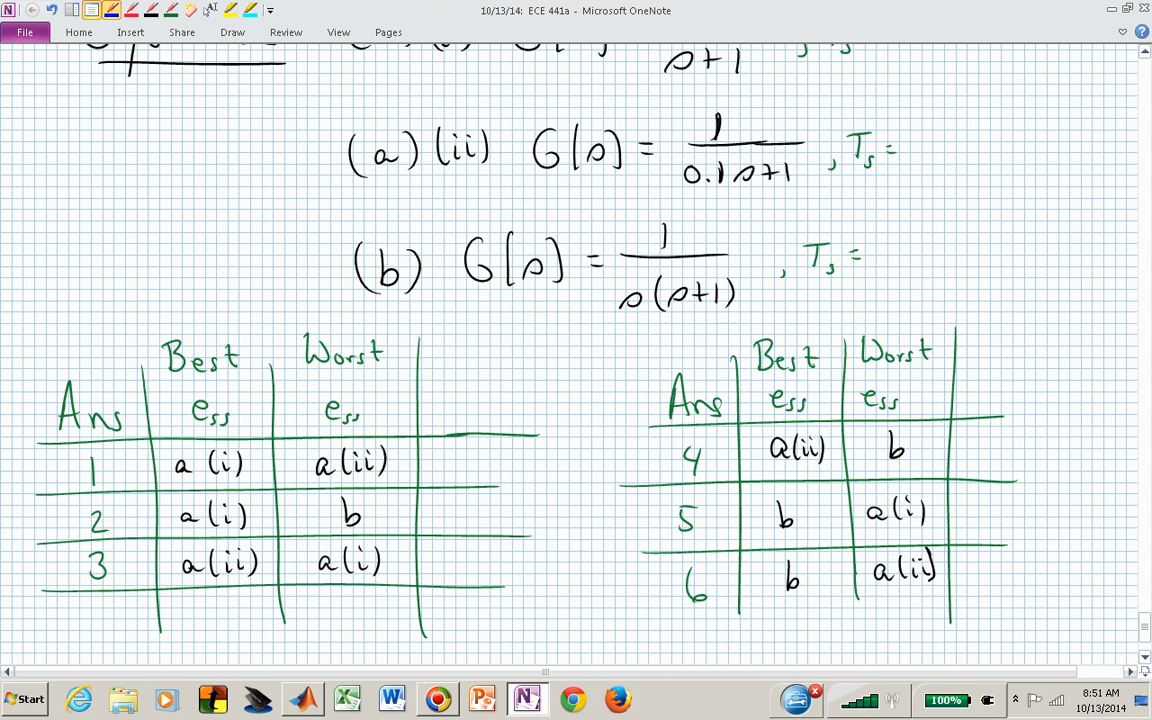 10/13/14: ECE 441a - Microsoft OneNote
File Home Insert Share Draw Review View Pages
s+1
(a)(ii) G[s] = 1/(0.1s+1), Ts =
(b) G[s] = 1/(s(s+1)), Ts =
Ans Best ess Worst ess
1 a(i) a(ii)
2 a(i) b
3 a(ii) a(i)
Ans Best ess Worst ess
4 a(ii) b
5 b a(i)
6 b a(ii)
Start 100% 8:51 AM
10/13/2014